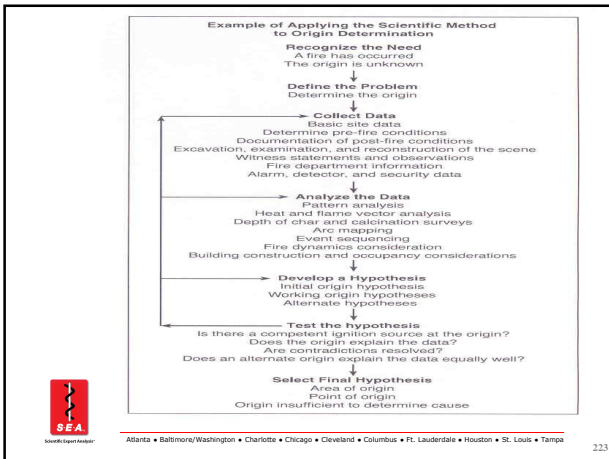 Example of Applying the Scientific Method
to Origin Determination
Recognize the Need
A fire has occurred
The origin is unknown
Define the Problem
Determine the origin
Collect Data
Basic site data
Determine pre-fire conditions
Documentation of post-fire conditions
Excavation, examination, and reconstruction of the scene
Witness statements and observations
Fire department information
Alarm, detector, and security data
Analyze the Data
Pattern analysis
Heat and flame vector analysis
Depth of char and calcination surveys
Arc mapping
Event sequencing
Fire dynamics consideration
Building construction and occupancy considerations
Develop a Hypothesis
Initial origin hypothesis
Working origin hypotheses
Alternate hypotheses
Test the hypothesis
Is there a competent ignition source at the origin?
Does the origin explain the data?
Are contradictions resolved?
Does an alternate origin explain the data equally well?
Select Final Hypothesis
Area of origin
Point of origin
Origin insufficient to determine cause
S·E·A
Scientific Expert Analysis
Atlanta • Baltimore/Washington • Charlotte • Chicago • Cleveland • Columbus • Ft. Lauderdale • Houston • St. Louis • Tampa
223